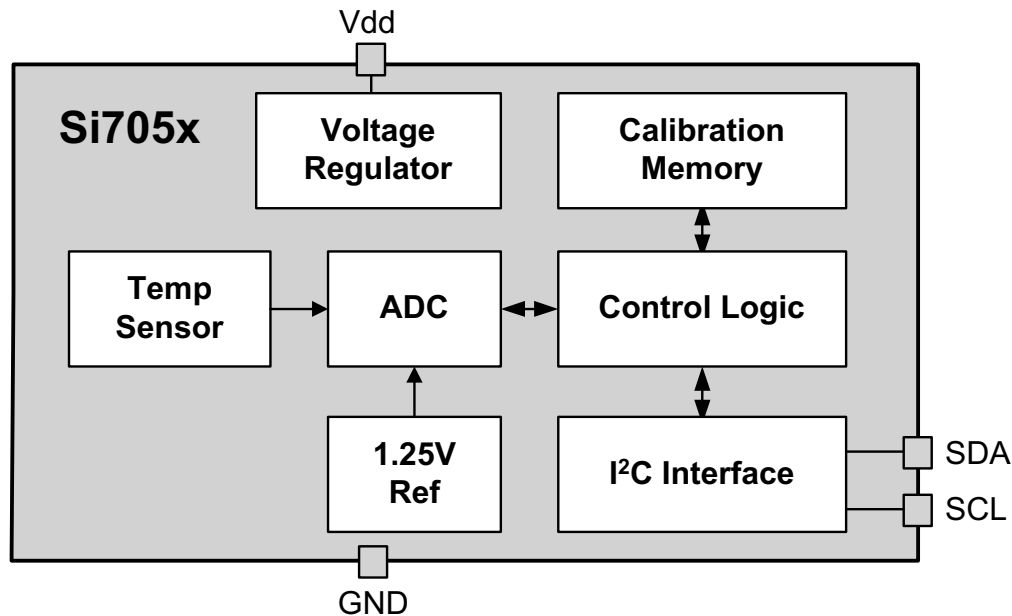 Vdd
Si705x
Voltage
Regulator
Calibration
Memory
Temp
Sensor
ADC
Control Logic
1.25V
Ref
I²C Interface
SDA
SCL
GND